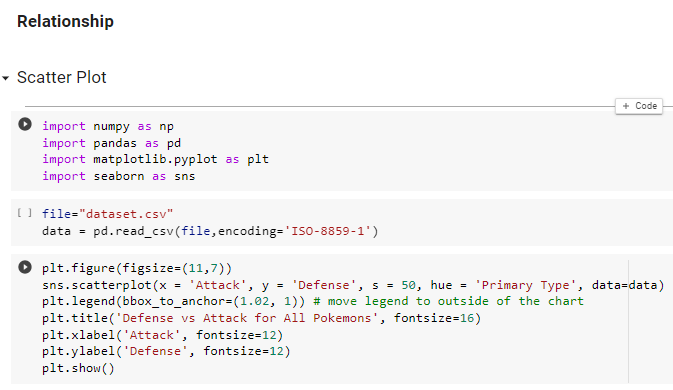 Relationship
Scatter Plot
+ Code
import numpy as np
import pandas as pd
import matplotlib.pyplot as plt
import seaborn as sns
[ ] file="dataset.csv"
data = pd.read_csv(file,encoding='ISO-8859-1')
plt.figure(figsize=(11,7))
sns.scatterplot(x = 'Attack', y = 'Defense', s = 50, hue = 'Primary Type', data=data)
plt.legend(bbox_to_anchor=(1.02, 1)) # move legend to outside of the chart
plt.title('Defense vs Attack for All Pokemons', fontsize=16)
plt.xlabel('Attack', fontsize=12)
plt.ylabel('Defense', fontsize=12)
plt.show()